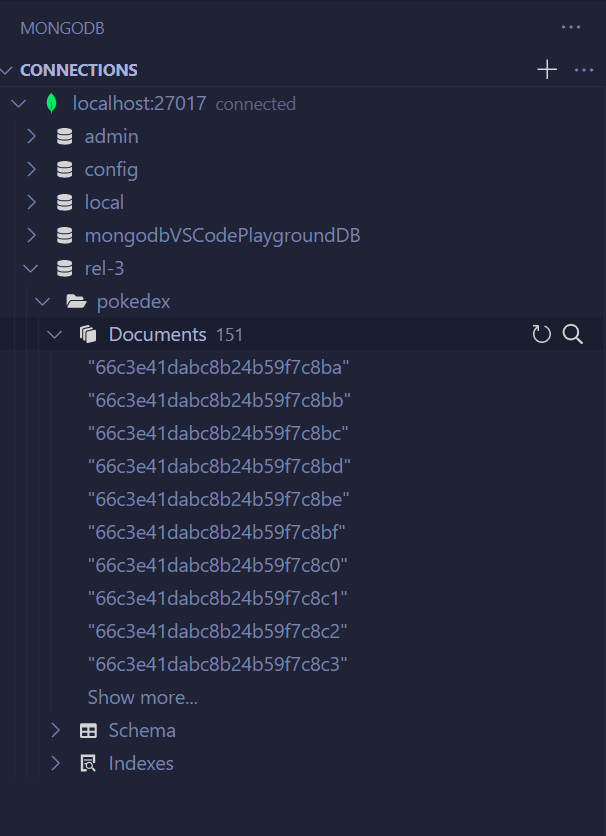 MONGODB
CONNECTIONS
localhost:27017 connected
admin
config
local
mongodbVSCodePlaygroundDB
rel-3
pokedex
Documents 151
"66c3e41dabc8b24b59f7c8ba"
"66c3e41dabc8b24b59f7c8bb"
"66c3e41dabc8b24b59f7c8bc"
"66c3e41dabc8b24b59f7c8bd"
"66c3e41dabc8b24b59f7c8be"
"66c3e41dabc8b24b59f7c8bf"
"66c3e41dabc8b24b59f7c8c0"
"66c3e41dabc8b24b59f7c8c1"
"66c3e41dabc8b24b59f7c8c2"
"66c3e41dabc8b24b59f7c8c3"
Show more...
Schema
Indexes